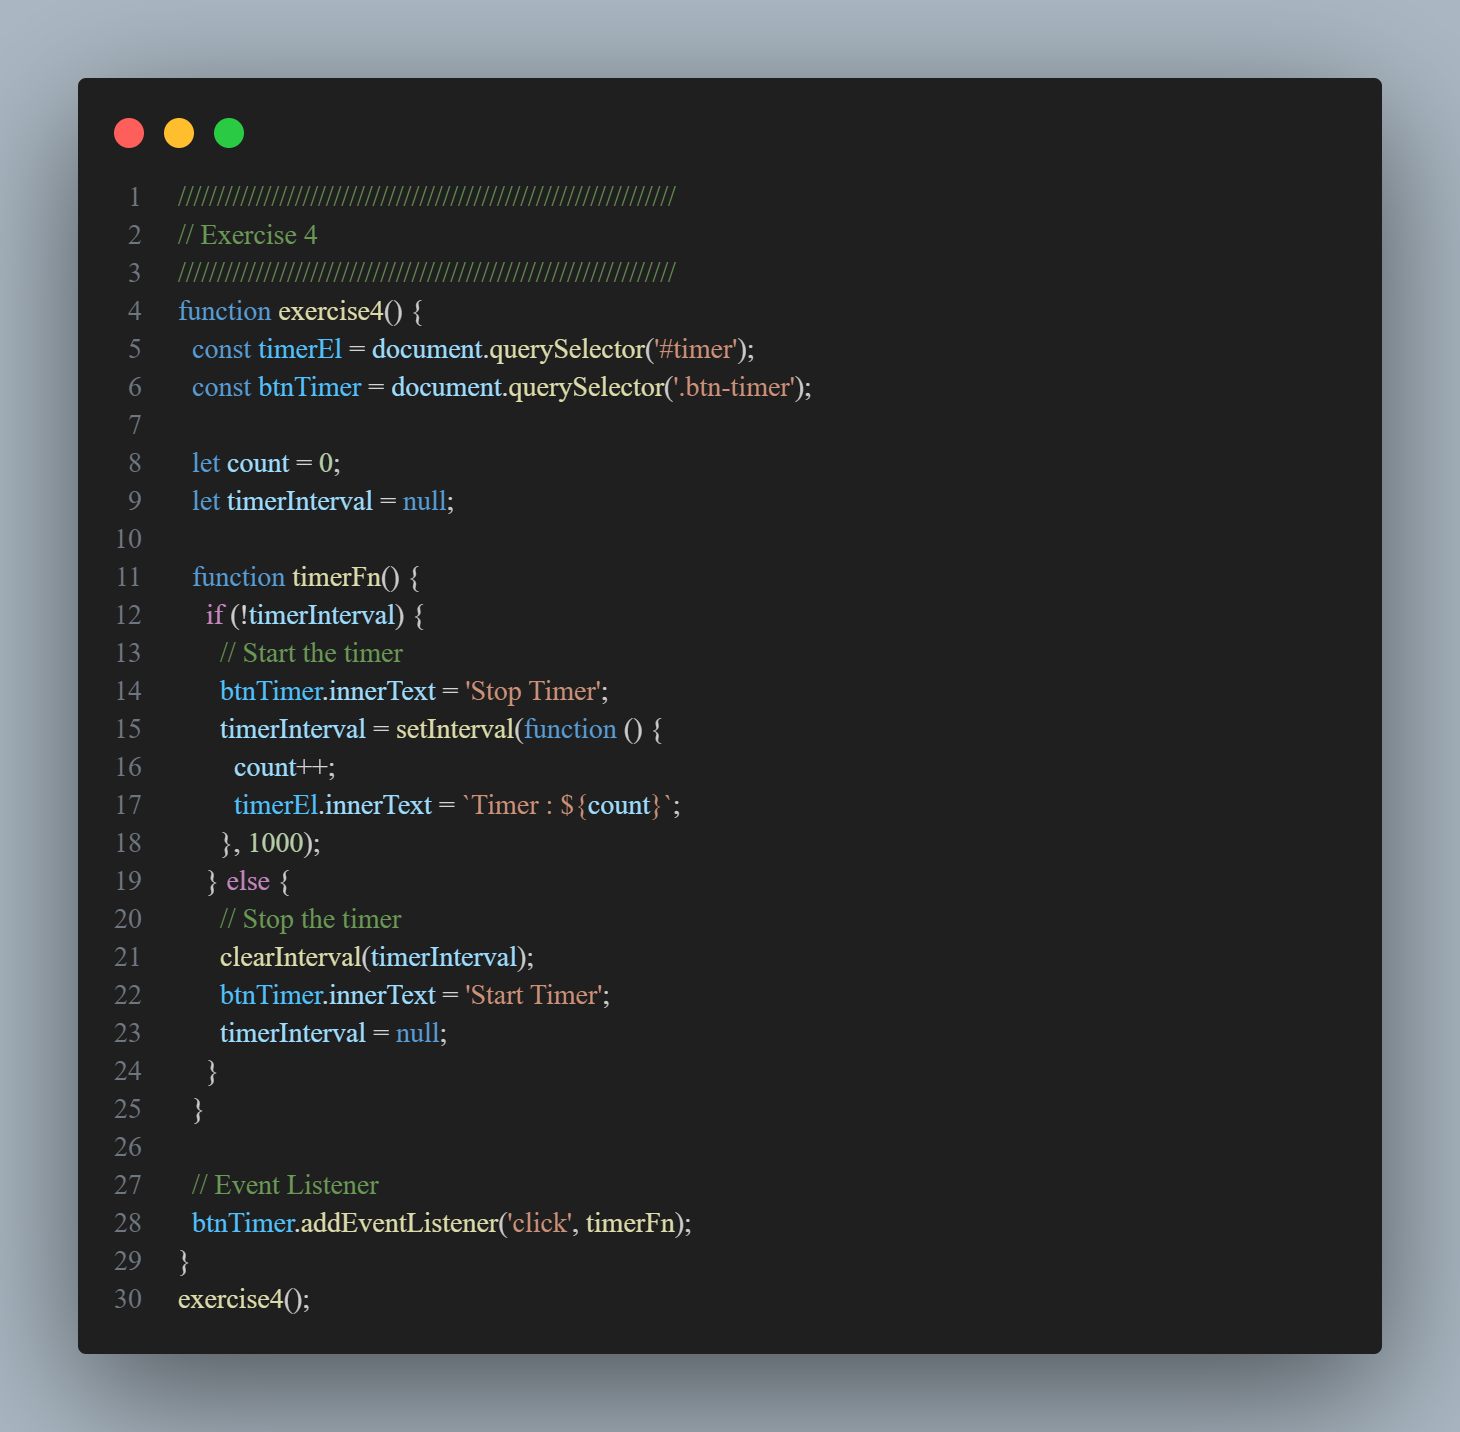 1 ////////////////////////////////////////////////////////////////
2 // Exercise 4
3 ////////////////////////////////////////////////////////////////
4 function exercise4() {
5   const timerEl = document.querySelector('#timer');
6   const btnTimer = document.querySelector('.btn-timer');
7
8   let count = 0;
9   let timerInterval = null;
10
11   function timerFn() {
12     if (!timerInterval) {
13       // Start the timer
14       btnTimer.innerText = 'Stop Timer';
15       timerInterval = setInterval(function () {
16         count++;
17         timerEl.innerText = `Timer : ${count}`;
18       }, 1000);
19     } else {
20       // Stop the timer
21       clearInterval(timerInterval);
22       btnTimer.innerText = 'Start Timer';
23       timerInterval = null;
24     }
25   }
26
27   // Event Listener
28   btnTimer.addEventListener('click', timerFn);
29 }
30 exercise4();